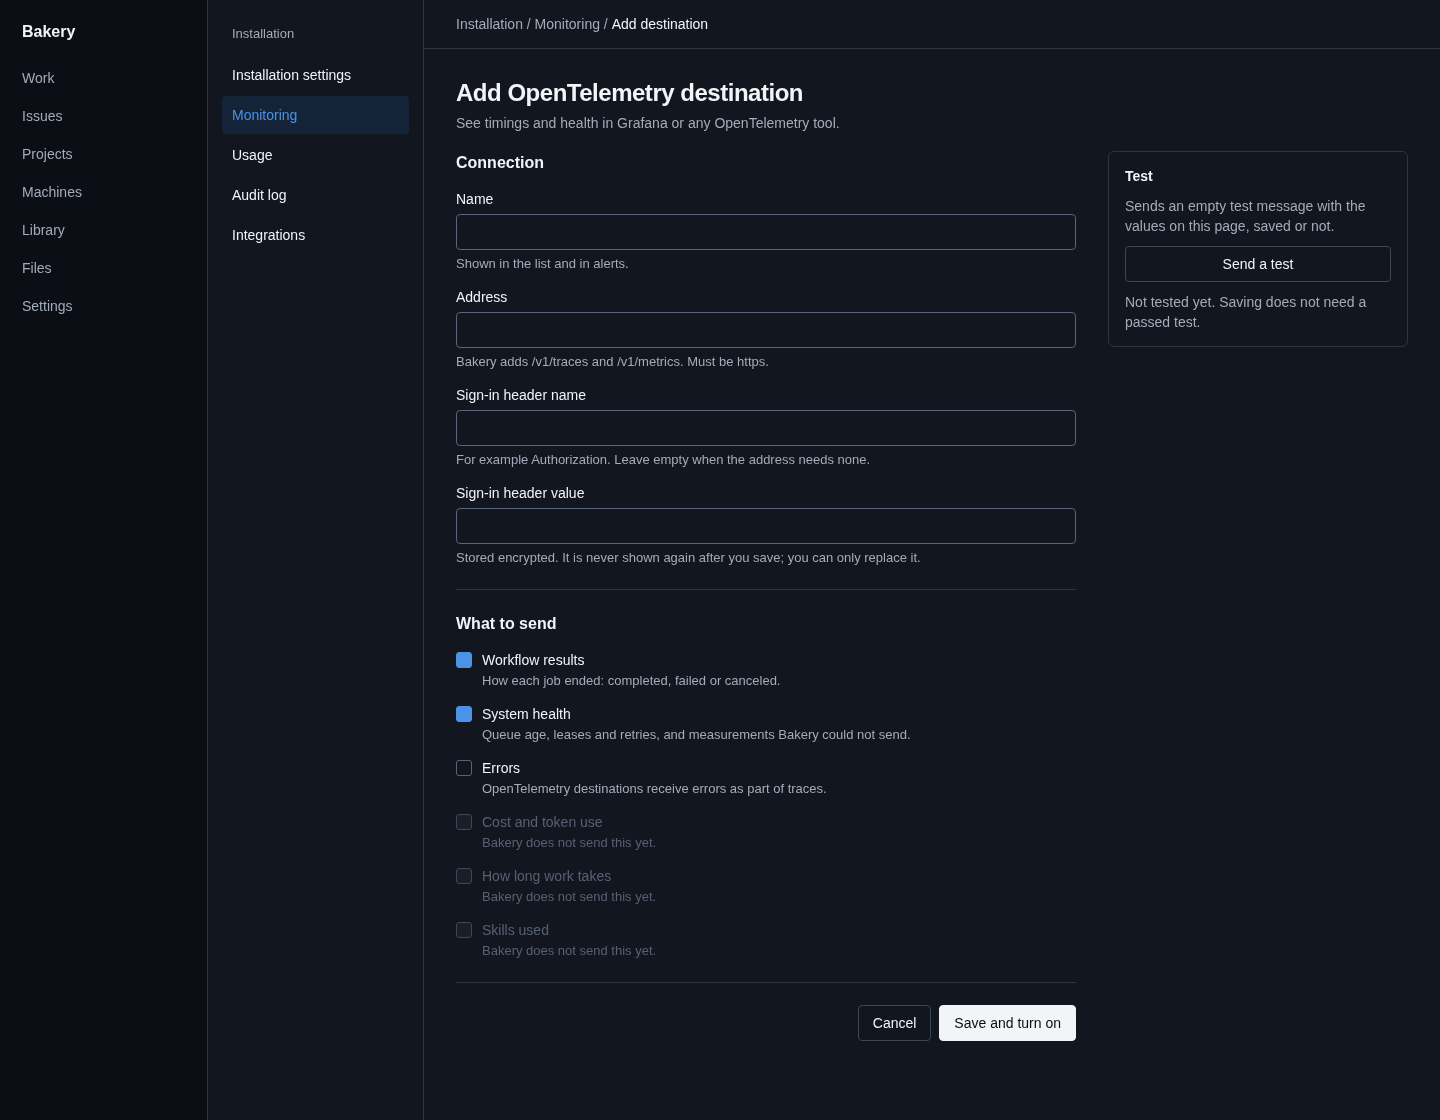 Bakery
Work
Issues
Projects
Machines
Library
Files
Settings
Installation
Installation settings
Monitoring
Usage
Audit log
Integrations
Installation / Monitoring / Add destination
Add OpenTelemetry destination
See timings and health in Grafana or any OpenTelemetry tool.
Connection
Name
Shown in the list and in alerts.
Address
Bakery adds /v1/traces and /v1/metrics. Must be https.
Sign-in header name
For example Authorization. Leave empty when the address needs none.
Sign-in header value
Stored encrypted. It is never shown again after you save; you can only replace it.
What to send
Workflow results
How each job ended: completed, failed or canceled.
System health
Queue age, leases and retries, and measurements Bakery could not send.
Errors
OpenTelemetry destinations receive errors as part of traces.
Cost and token use
Bakery does not send this yet.
How long work takes
Bakery does not send this yet.
Skills used
Bakery does not send this yet.
Cancel
Save and turn on
Test
Sends an empty test message with the
values on this page, saved or not.
Send a test
Not tested yet. Saving does not need a
passed test.